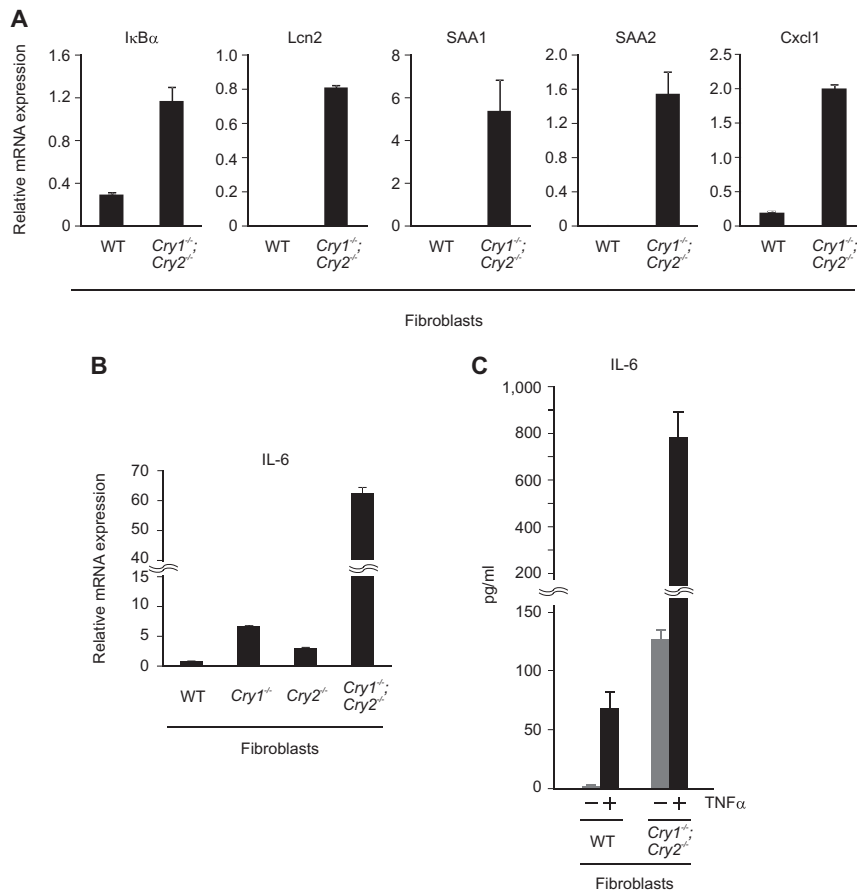 A
IκBα
Lcn2
SAA1
SAA2
Cxcl1
Relative mRNA expression
1.6
1.2
0.8
0.4
0
1.0
0.8
0.6
0.4
0.2
0
8
6
4
2
0
2.0
1.6
1.2
0.8
0.4
0
2.5
2.0
1.5
1.0
0.5
0
WT Cry1-/-;
Cry2-/-
WT Cry1-/-;
Cry2-/-
WT Cry1-/-;
Cry2-/-
WT Cry1-/-;
Cry2-/-
WT Cry1-/-;
Cry2-/-
Fibroblasts
B
IL-6
Relative mRNA expression
70
60
50
40
15
10
5
0
WT Cry1-/- Cry2-/- Cry1-/-;
Cry2-/-
Fibroblasts
C
IL-6
pg/ml
1,000
800
600
400
200
150
100
50
0
− + − + TNFα
WT Cry1-/-;
Cry2-/-
Fibroblasts